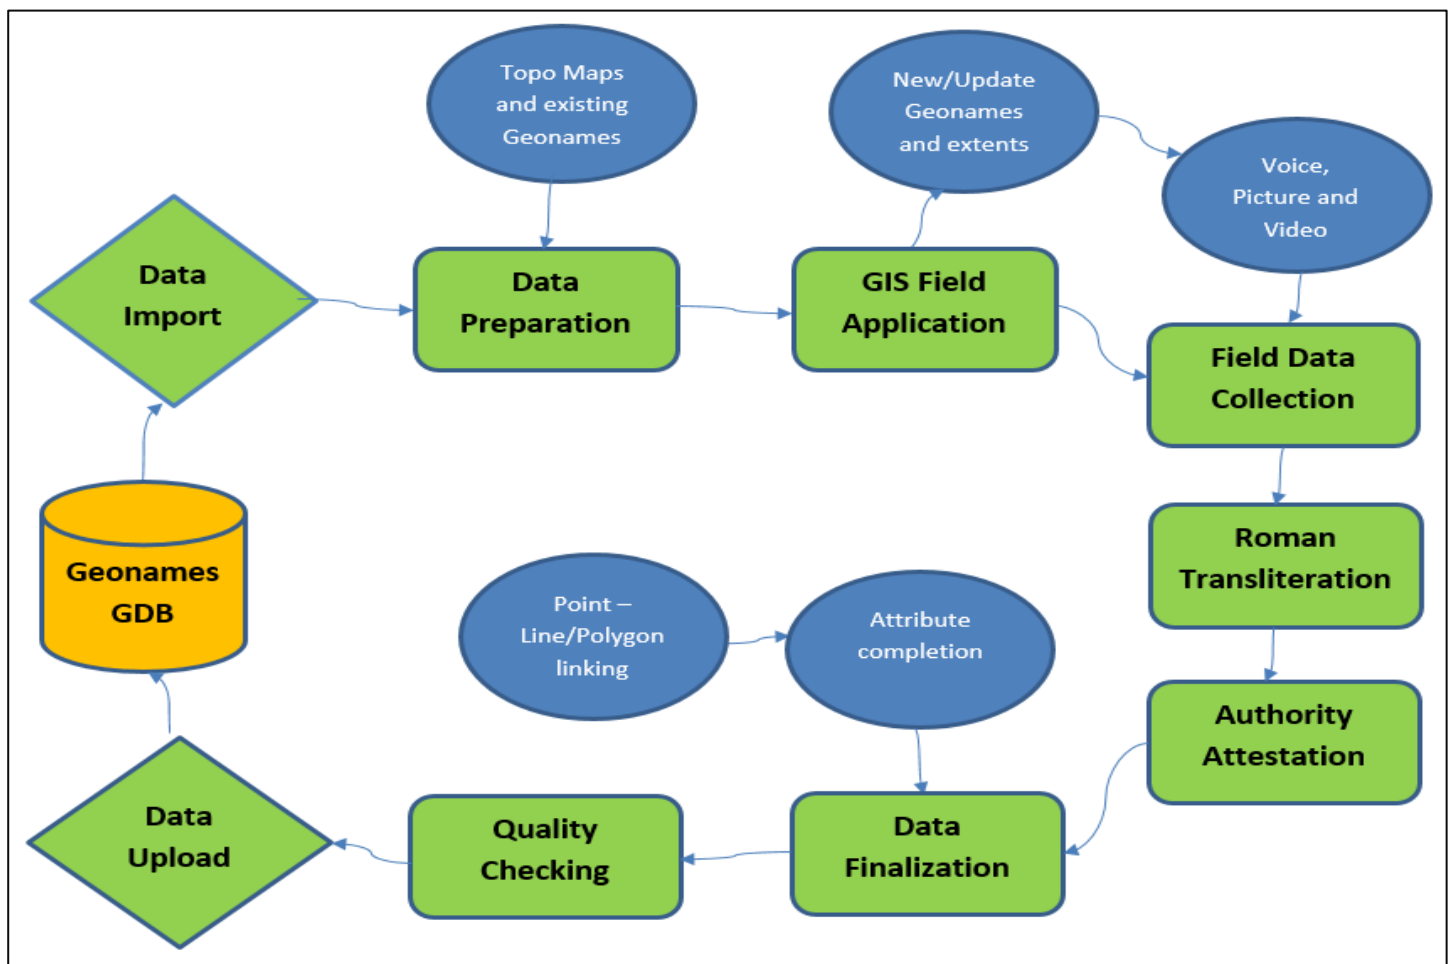 Topo Maps
and existing
Geonames
New/Update
Geonames
and extents
Voice,
Picture and
Video
Data
Import
Data
Preparation
GIS Field
Application
Field Data
Collection
Geonames
GDB
Roman
Transliteration
Point –
Line/Polygon
linking
Attribute
completion
Authority
Attestation
Data
Upload
Quality
Checking
Data
Finalization